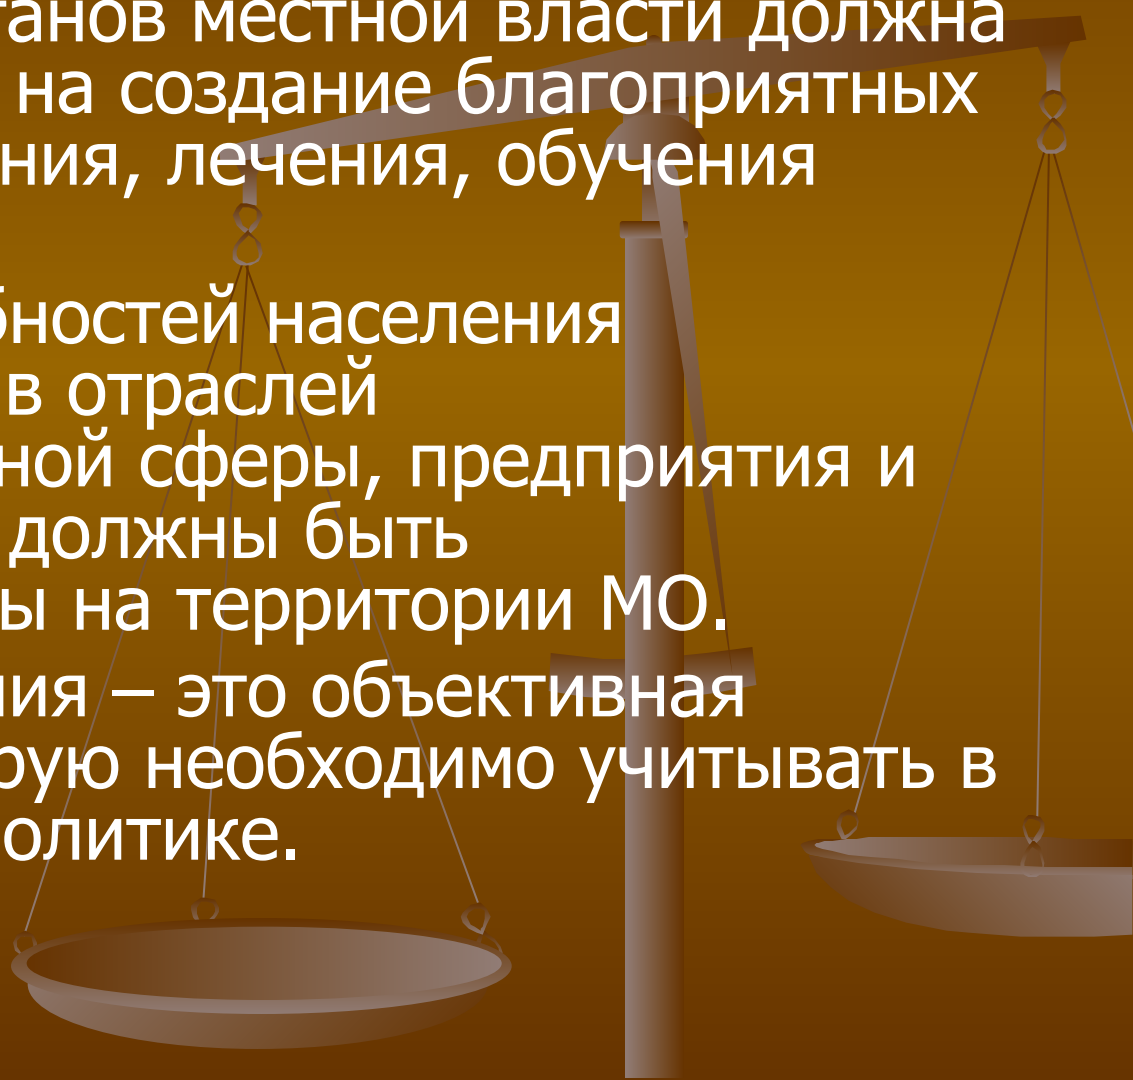 ганов местной власти должна
на создание благоприятных
ния, лечения, обучения
бностей населения
в отраслей
ной сферы, предприятия и
должны быть
ы на территории МО.
ния – это объективная
рую необходимо учитывать в
олитике.